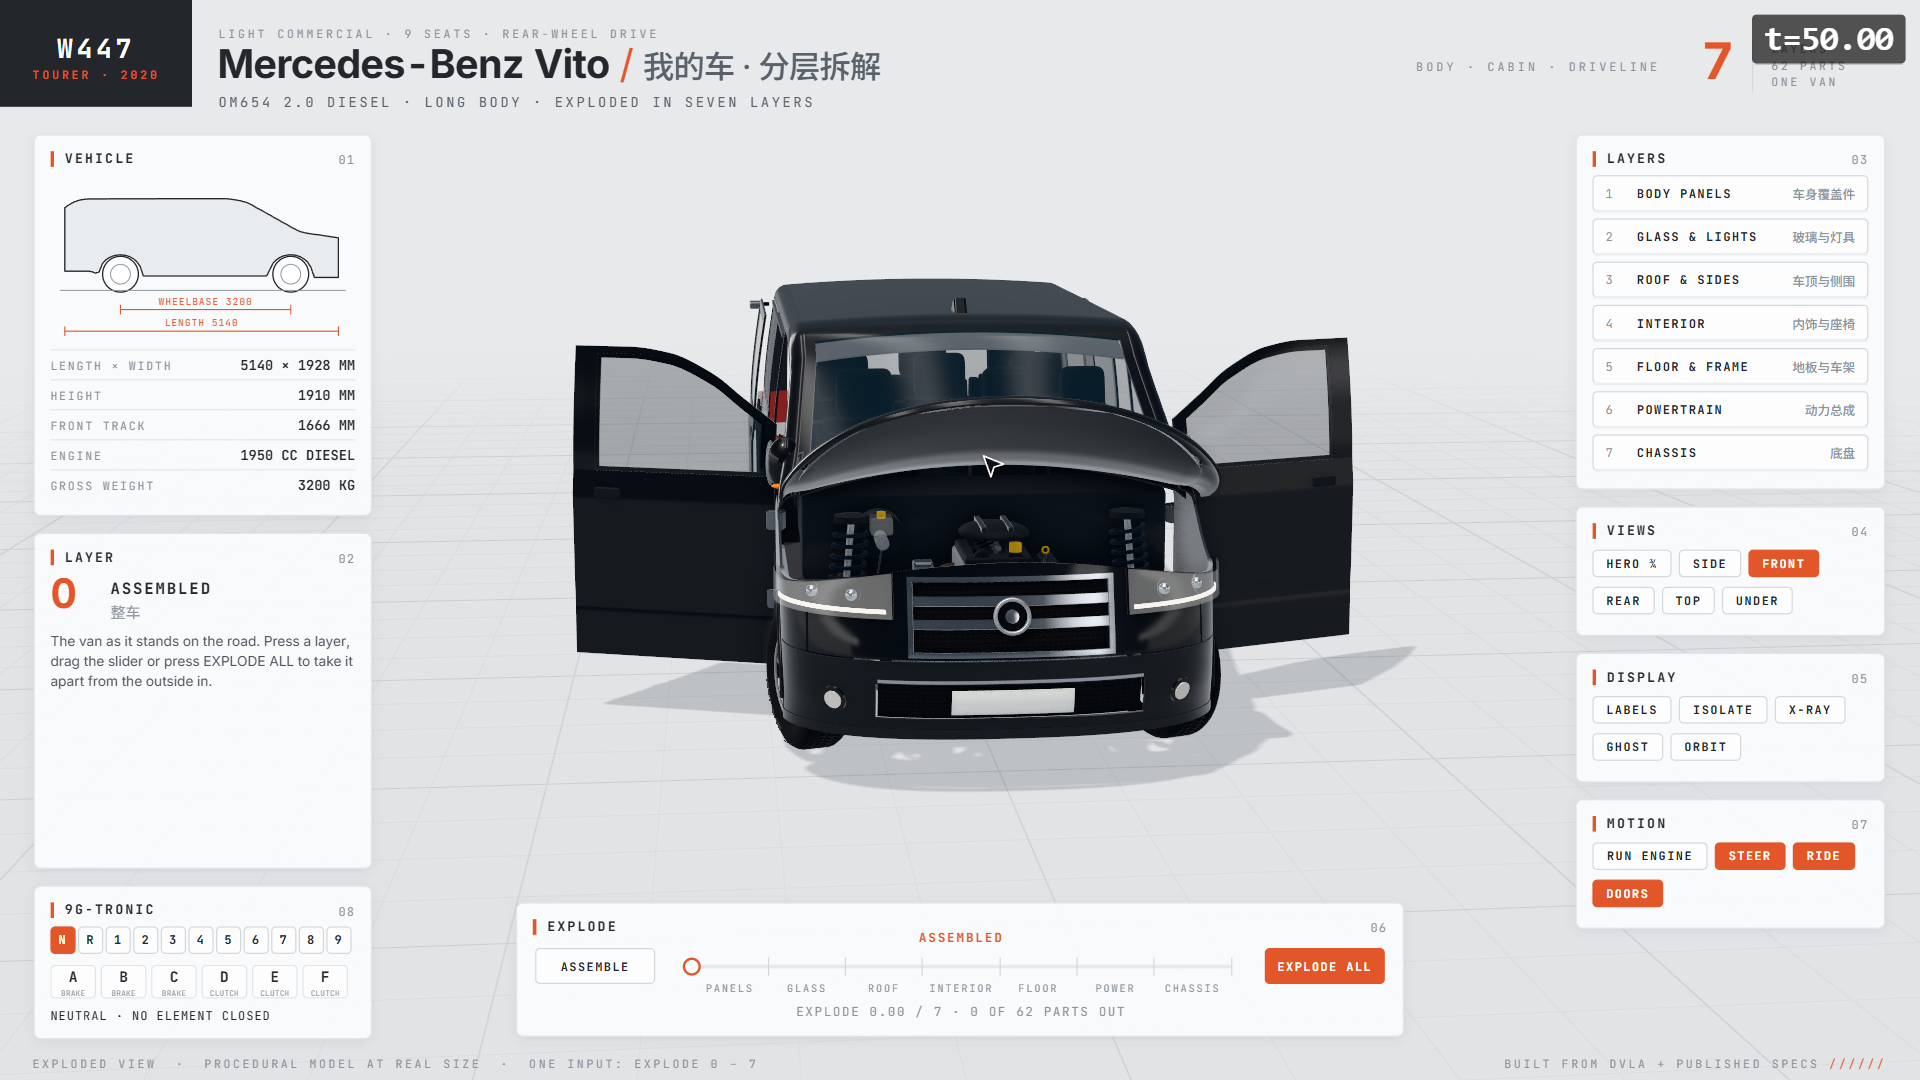 W447
TOURER · 2020
LIGHT COMMERCIAL · 9 SEATS · REAR-WHEEL DRIVE
Mercedes-Benz Vito / 我的车 · 分层拆解
OM654 2.0 DIESEL · LONG BODY · EXPLODED IN SEVEN LAYERS
BODY · CABIN · DRIVELINE
7
62 PARTS
ONE VAN
t=50.00
VEHICLE 01
WHEELBASE 3200
LENGTH 5140
LENGTH × WIDTH 5140 × 1928 MM
HEIGHT 1910 MM
FRONT TRACK 1666 MM
ENGINE 1950 CC DIESEL
GROSS WEIGHT 3200 KG
LAYER 02
0 ASSEMBLED
整车
The van as it stands on the road. Press a layer,
drag the slider or press EXPLODE ALL to take it
apart from the outside in.
9G-TRONIC 08
N R 1 2 3 4 5 6 7 8 9
A B C D E F
BRAKE BRAKE BRAKE CLUTCH CLUTCH CLUTCH
NEUTRAL · NO ELEMENT CLOSED
EXPLODE 06
ASSEMBLED
ASSEMBLE
EXPLODE ALL
PANELS GLASS ROOF INTERIOR FLOOR POWER CHASSIS
EXPLODE 0.00 / 7 · 0 OF 62 PARTS OUT
LAYERS 03
1 BODY PANELS 车身覆盖件
2 GLASS & LIGHTS 玻璃与灯具
3 ROOF & SIDES 车顶与侧围
4 INTERIOR 内饰与座椅
5 FLOOR & FRAME 地板与车架
6 POWERTRAIN 动力总成
7 CHASSIS 底盘
VIEWS 04
HERO ¾ SIDE FRONT
REAR TOP UNDER
DISPLAY 05
LABELS ISOLATE X-RAY
GHOST ORBIT
MOTION 07
RUN ENGINE STEER RIDE
DOORS
EXPLODED VIEW · PROCEDURAL MODEL AT REAL SIZE · ONE INPUT: EXPLODE 0 – 7
BUILT FROM DVLA + PUBLISHED SPECS //////